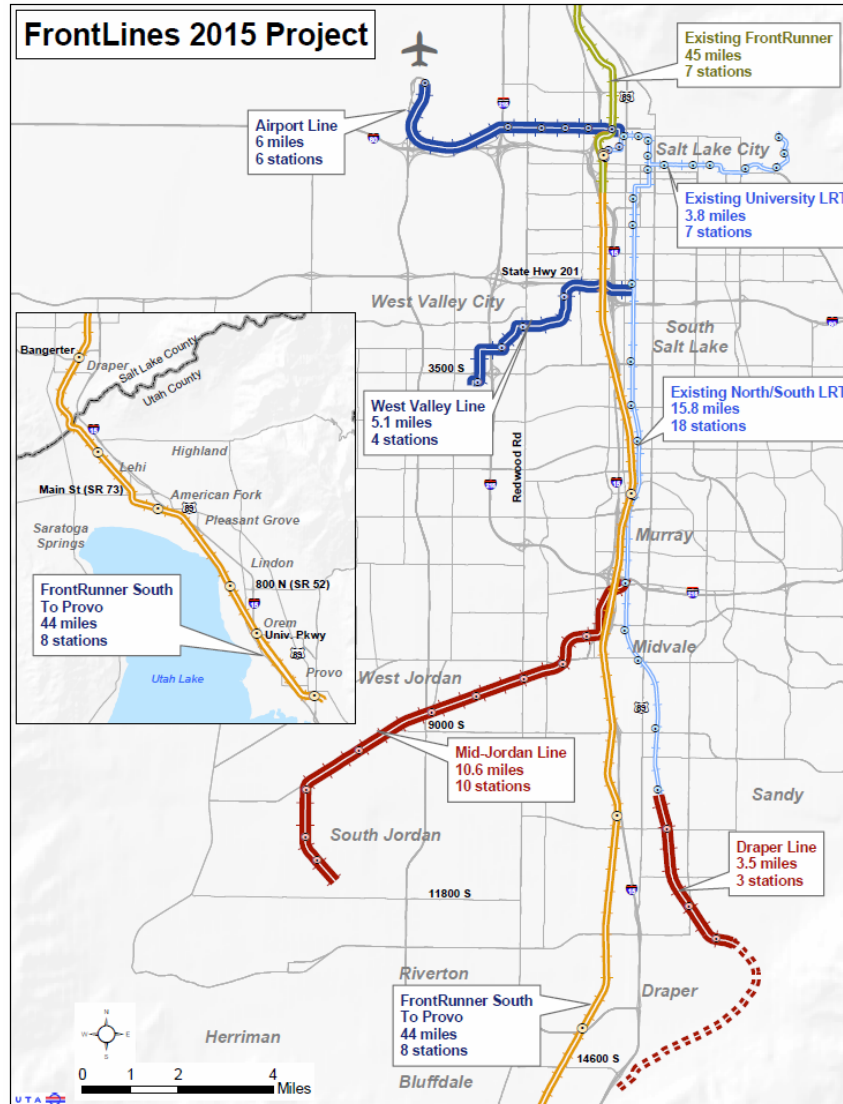 FrontLines 2015 Project
Existing FrontRunner
45 miles
7 stations
89
Airport Line
6 miles
6 stations
Salt Lake City
Existing University LRT
3.8 miles
7 stations
State Hwy 201
West Valley City
South
Salt Lake
3500 S
West Valley Line
5.1 miles
4 stations
Existing North/South LRT
15.8 miles
18 stations
Redwood Rd
Murray
Midvale
West Jordan
89
9000 S
Mid-Jordan Line
10.6 miles
10 stations
Sandy
South Jordan
Draper Line
3.5 miles
3 stations
11800 S
Riverton
FrontRunner South
To Provo
44 miles
8 stations
Draper
Herriman
14600 S
Bluffdale
N
W
E
S
0 1 2 4
Miles
UTA
Bangerter
Draper
Salt Lake County
Utah County
Highland
Lehi
Main St (SR 73)
American Fork
89
Pleasant Grove
Saratoga
Springs
Lindon
800 N (SR 52)
FrontRunner South
To Provo
44 miles
8 stations
15
Orem
Univ. Pkwy
89
Provo
Utah Lake